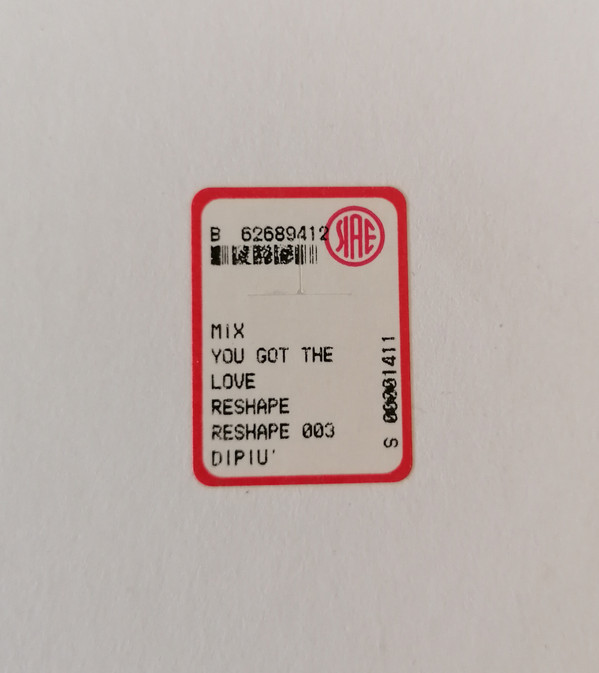 B 62689412
SIAE
MIX
YOU GOT THE
LOVE
RESHAPE
RESHAPE 003
DIPIU'
S 00001411